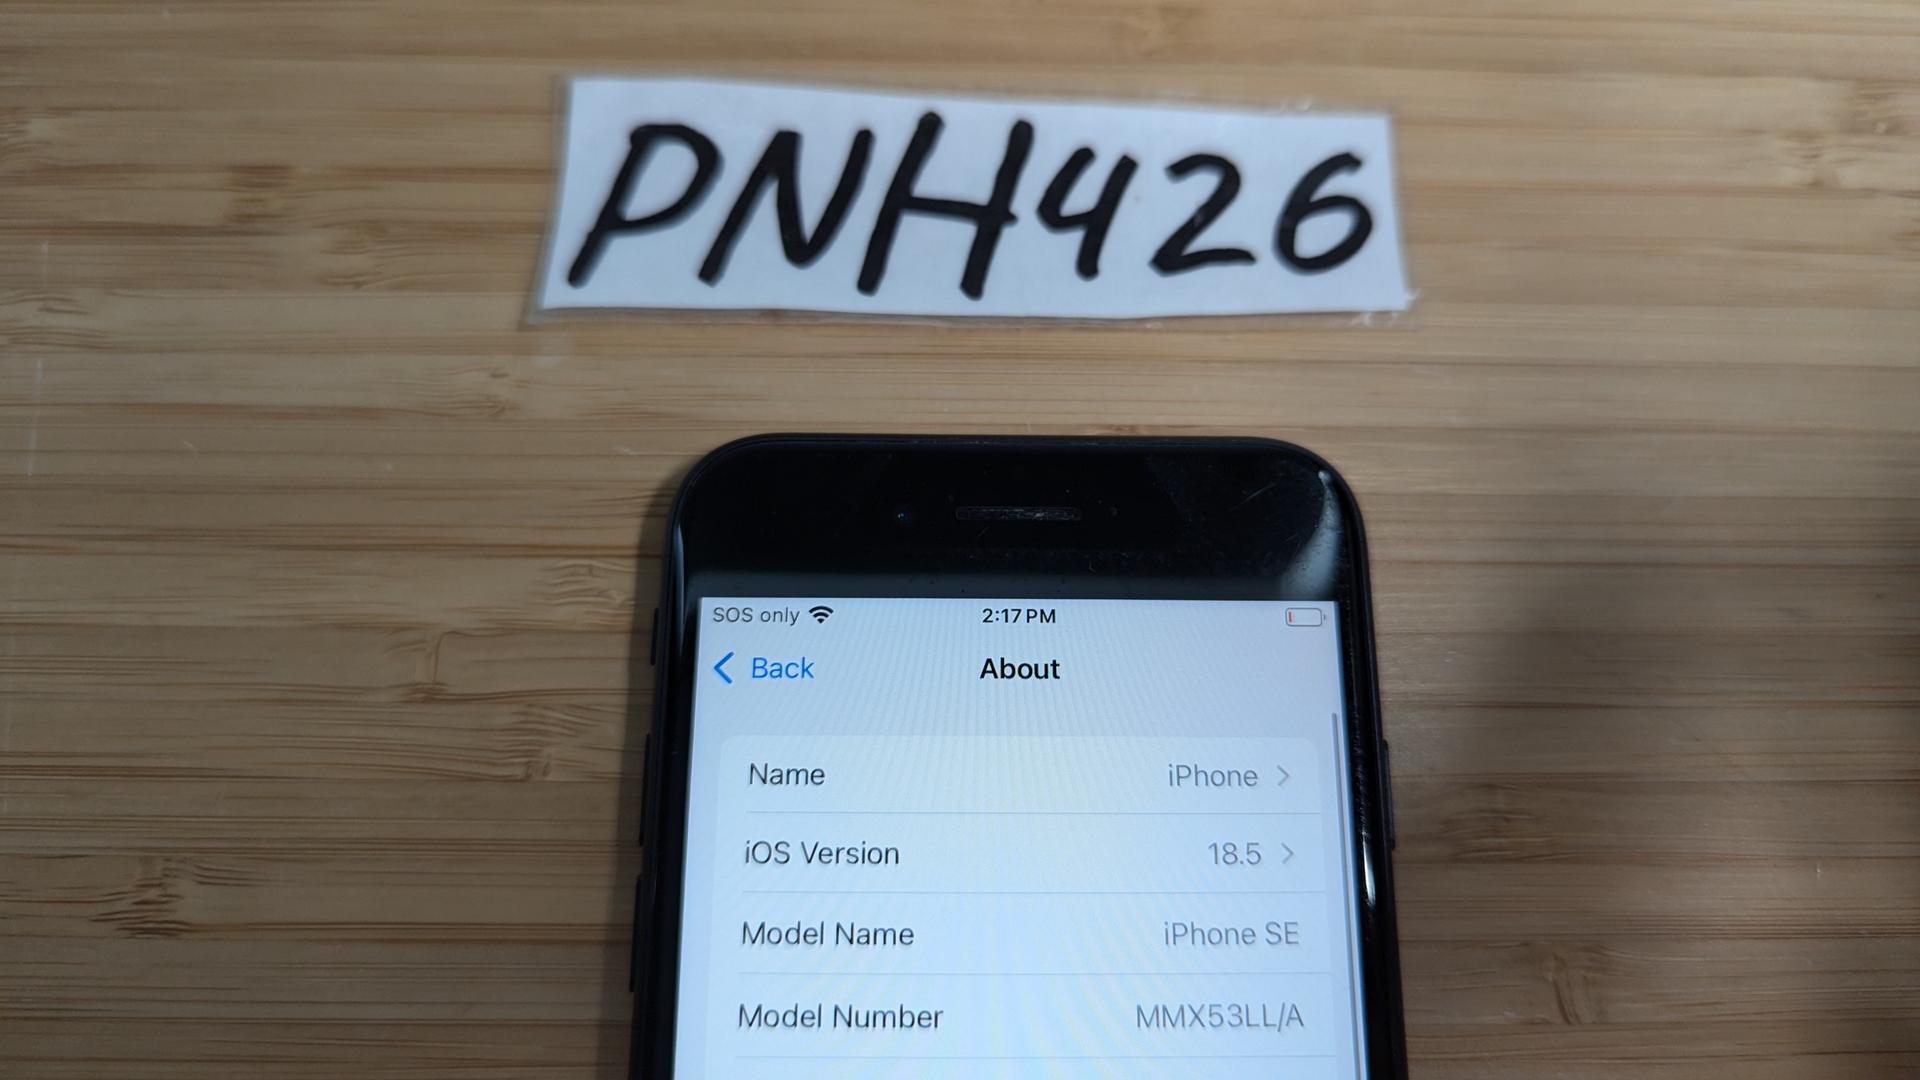 PNH426
SOS only 2:17 PM
Back About
Name iPhone
iOS Version 18.5
Model Name iPhone SE
Model Number MMX53LL/A